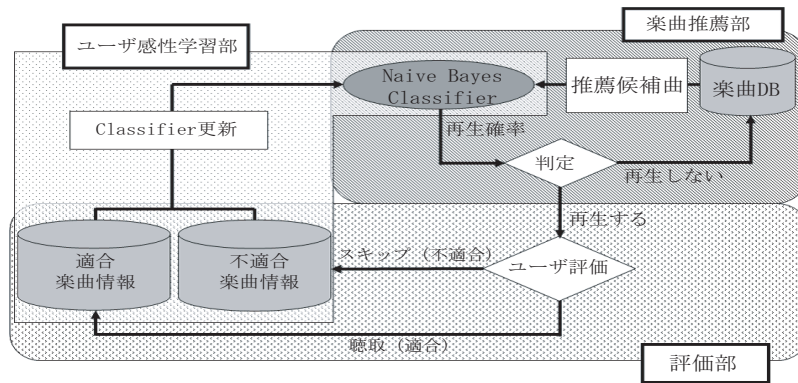 楽曲推薦部
ユーザ感性学習部
Naive Bayes
Classifier
推薦候補曲
楽曲DB
Classifier更新
再生確率
判定
再生しない
再生する
適合
楽曲情報
不適合
楽曲情報
スキップ（不適合）
ユーザ評価
聴取（適合）
評価部